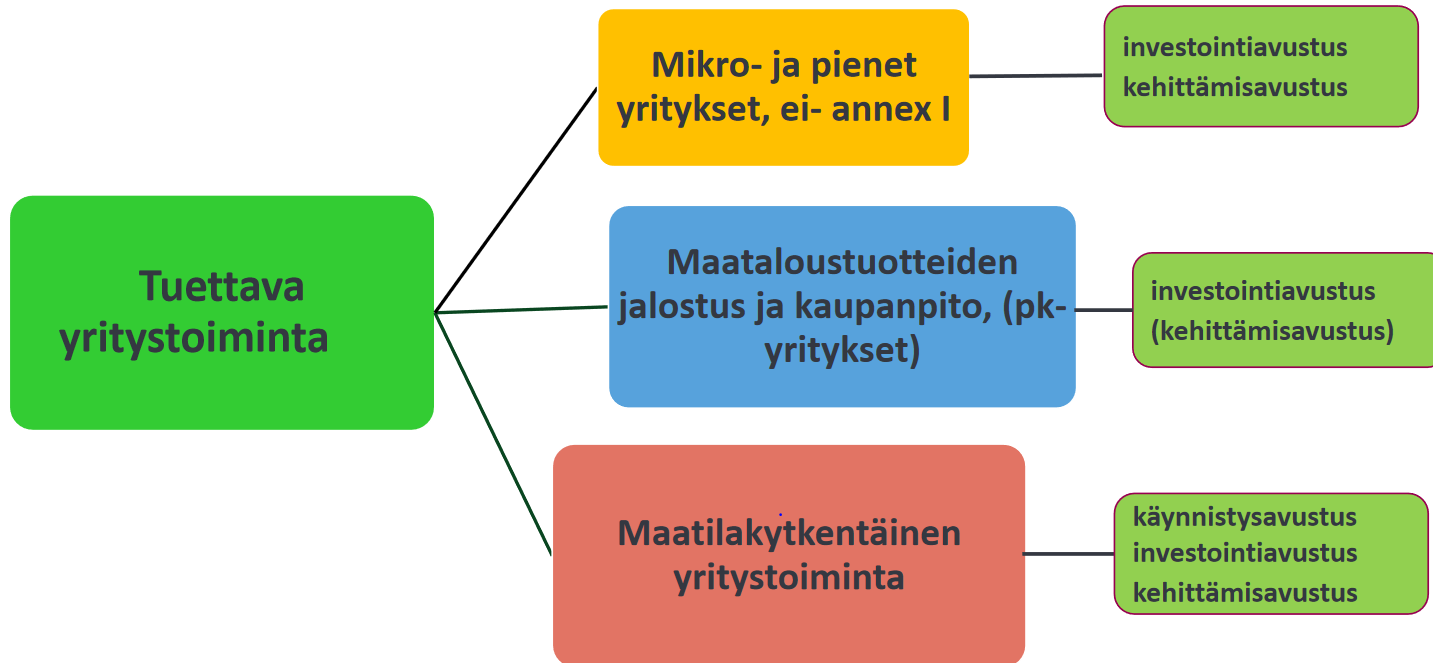 Tuettava
yritystoiminta
Mikro- ja pienet
yritykset, ei- annex I
investointiavustus
kehittämisavustus
Maataloustuotteiden
jalostus ja kaupanpito, (pk-
yritykset)
investointiavustus
(kehittämisavustus)
Maatilakytkentäinen
yritystoiminta
käynnistysavustus
investointiavustus
kehittämisavustus